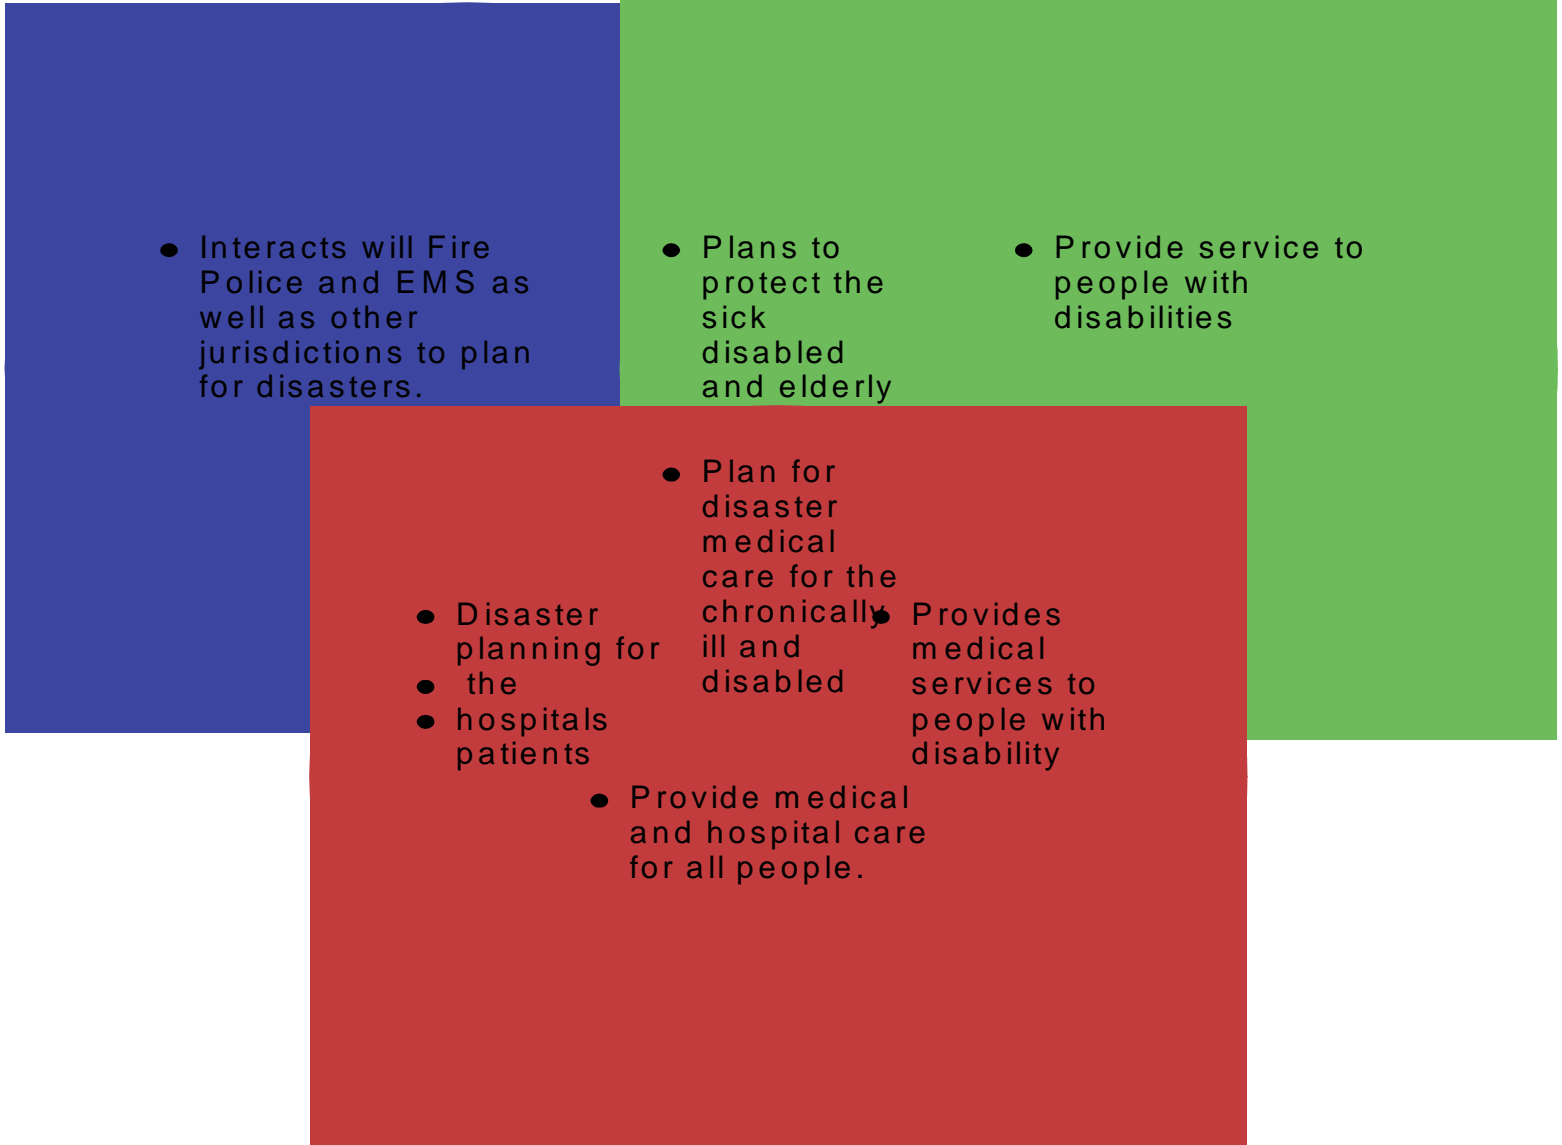 • Interacts will Fire
Police and EMS as
well as other
jurisdictions to plan
for disasters.
• Plans to
protect the
sick
disabled
and elderly
• Provide service to
people with
disabilities
• Plan for
disaster
medical
care for the
chronically
ill and
disabled
• Disaster
planning for
• the
• hospitals
patients
• Provides
medical
services to
people with
disability
• Provide medical
and hospital care
for all people.